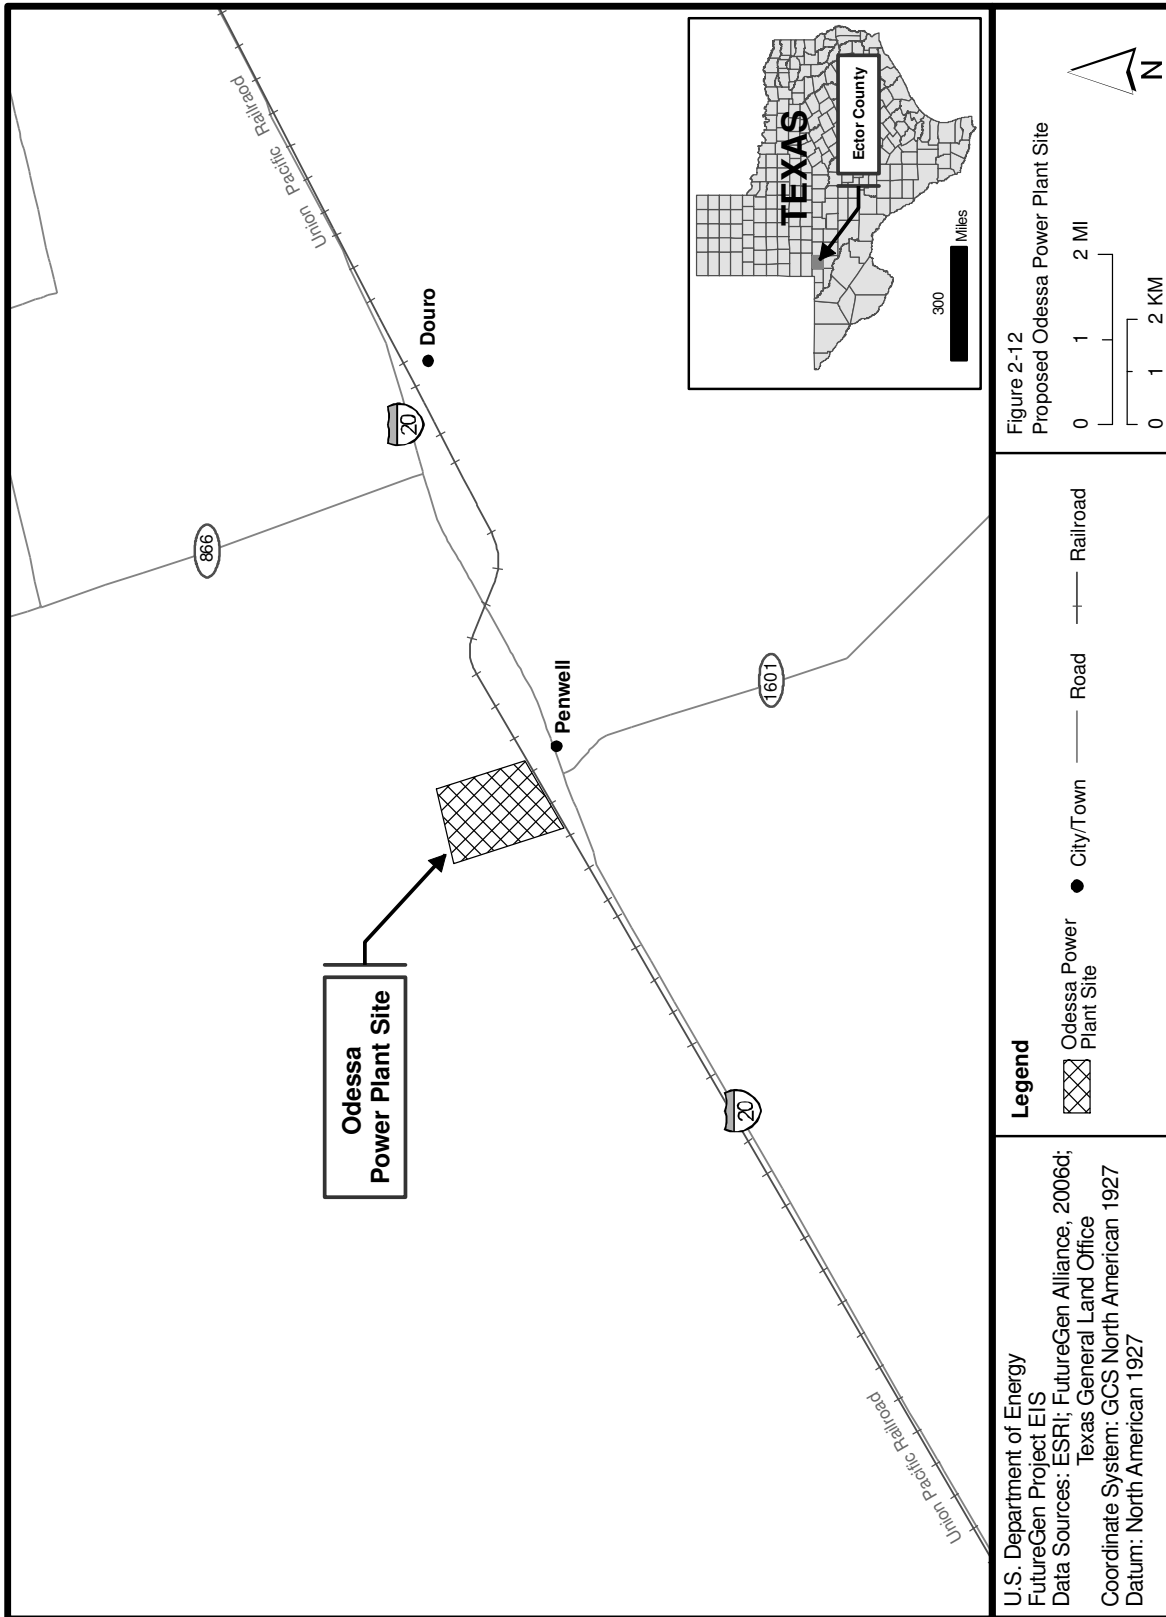 Union Pacific Railraod
866
20
Douro
Penwell
1601
Odessa
Power Plant Site
20
Union Pacific Railroad
TEXAS
Ector County
300
Miles
U.S. Department of Energy
FutureGen Project EIS
Data Sources: ESRI; FutureGen Alliance, 2006d;
Texas General Land Office
Coordinate System: GCS North American 1927
Datum: North American 1927
Legend
Odessa Power
Plant Site
City/Town
Road
Railroad
Figure 2-12
Proposed Odessa Power Plant Site
0 1 2 MI
0 1 2 KM
N